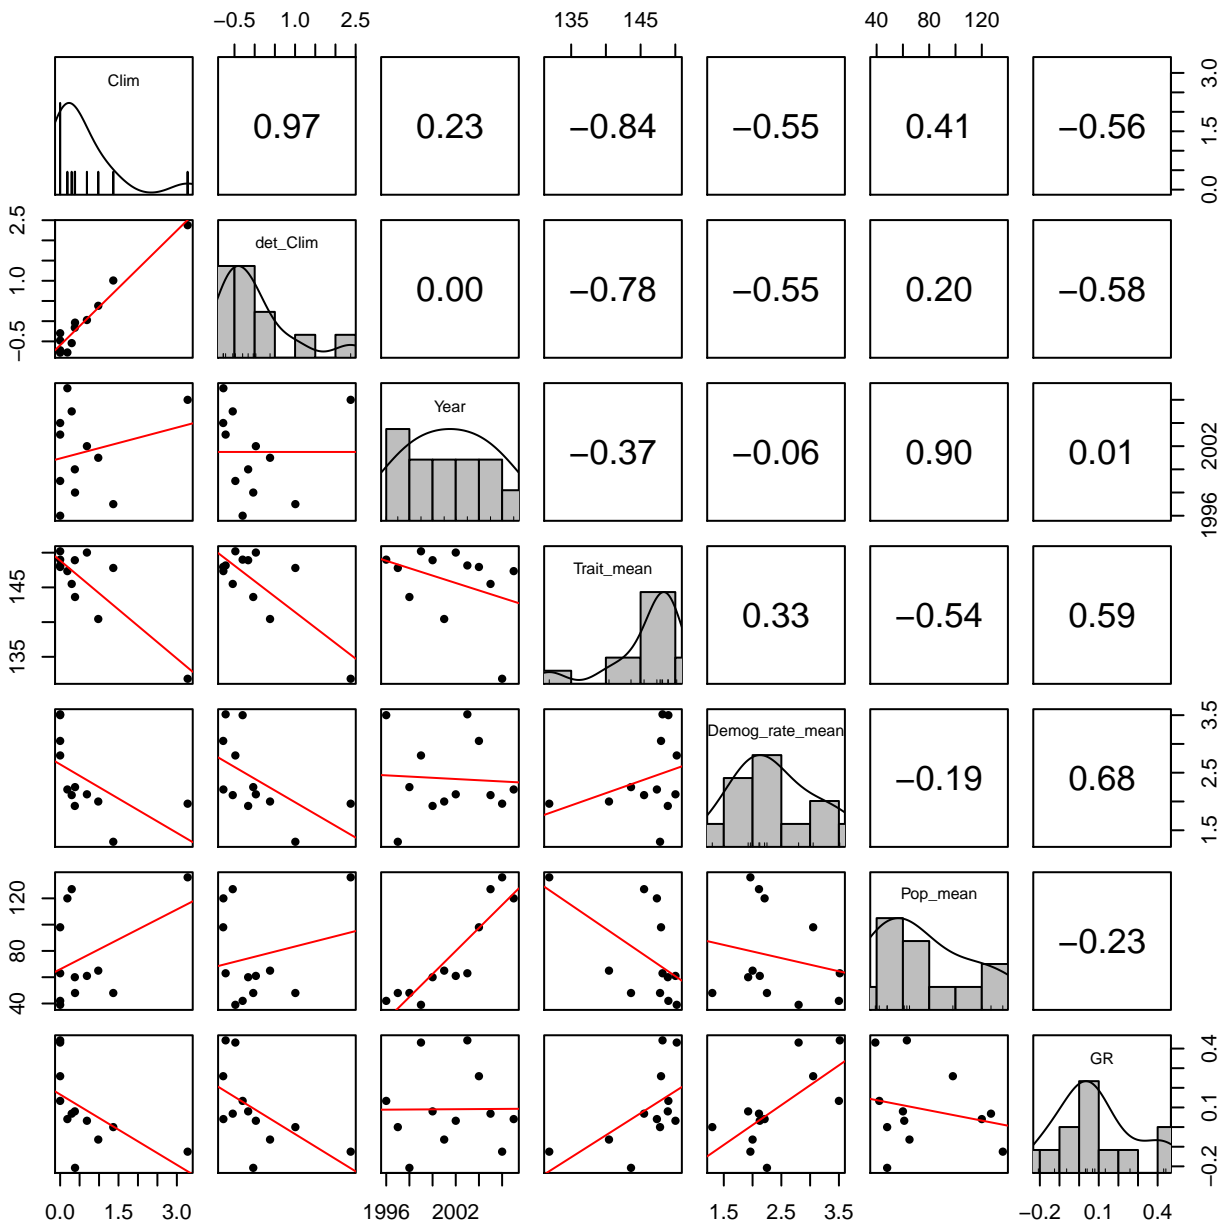 −0.5 1.0 2.5 135 145 40 80 120
Clim 0.97 0.23 −0.84 −0.55 0.41 −0.56 0.0 1.5 3.0
−0.5 1.0 2.5 det_Clim 0.00 −0.78 −0.55 0.20 −0.58
Year −0.37 −0.06 0.90 0.01 1996 2002
135 145 Trait_mean 0.33 −0.54 0.59
Demog_rate_mean −0.19 0.68 1.5 2.5 3.5
40 80 120 Pop_mean −0.23
GR −0.2 0.1 0.4
0.0 1.5 3.0 1996 2002 1.5 2.5 3.5 −0.2 0.1 0.4